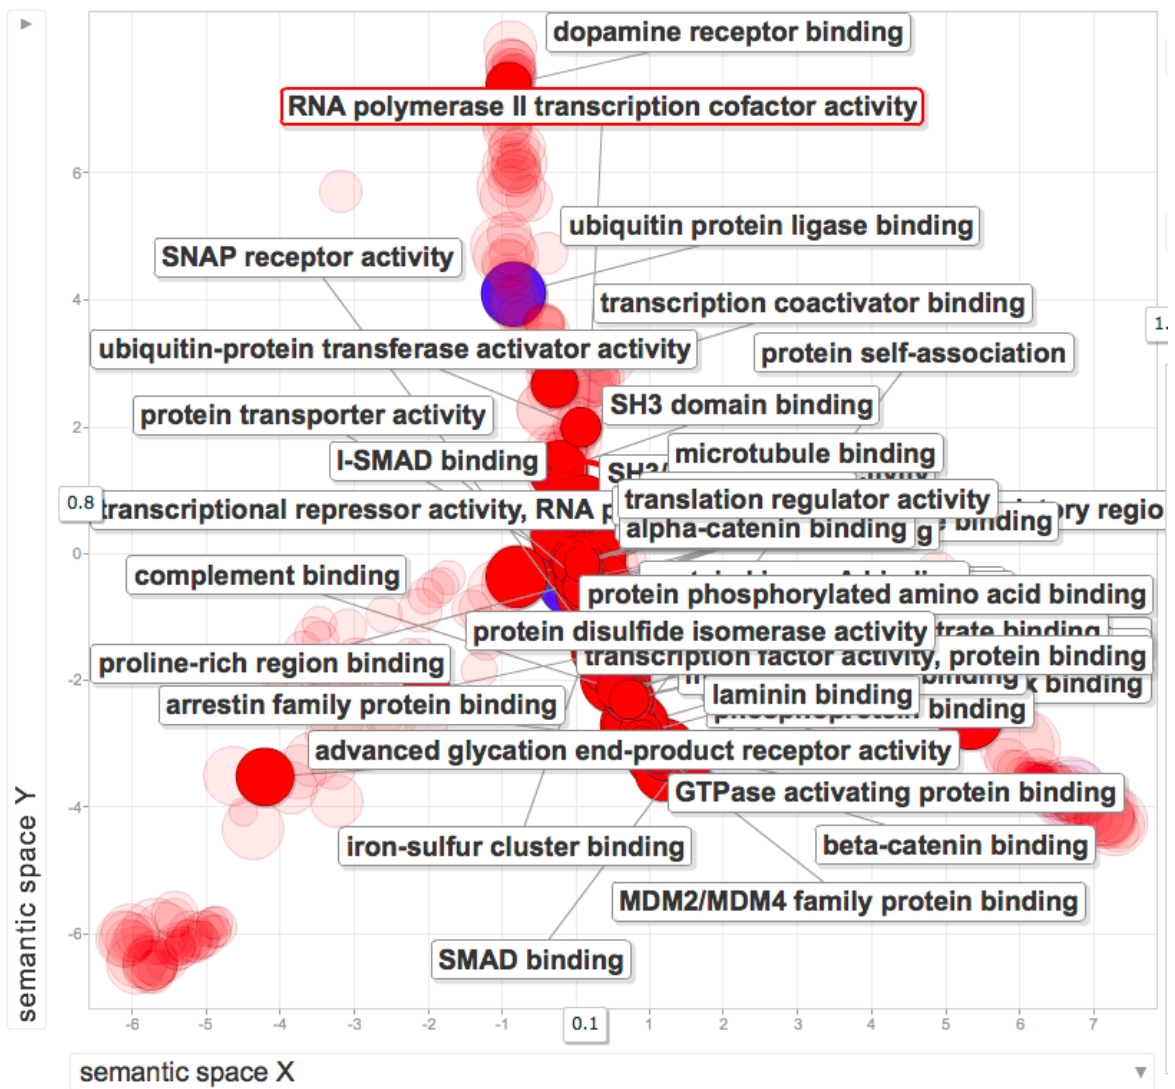 dopamine receptor binding
RNA polymerase II transcription cofactor activity
6
ubiquitin protein ligase binding
SNAP receptor activity
4
transcription coactivator binding
1.
ubiquitin-protein transferase activator activity
protein self-association
SH3 domain binding
protein transporter activity
2
microtubule binding
I-SMAD binding
translation regulator activity
0.8
transcriptional repressor activity, RNA
regio
alpha-catenin binding
binding
0
complement binding
protein phosphorylated amino acid binding
protein disulfide isomerase activity
binding
proline-rich region binding
transcription factor activity, protein binding
-2
binding
laminin binding
arrestin family protein binding
phosphoprotein binding
advanced glycation end-product receptor activity
semantic space Y
GTPase activating protein binding
-4
iron-sulfur cluster binding
beta-catenin binding
MDM2/MDM4 family protein binding
-6
SMAD binding
-6 -5 -4 -3 -2 -1 0.1 1 2 3 4 5 6 7
semantic space X